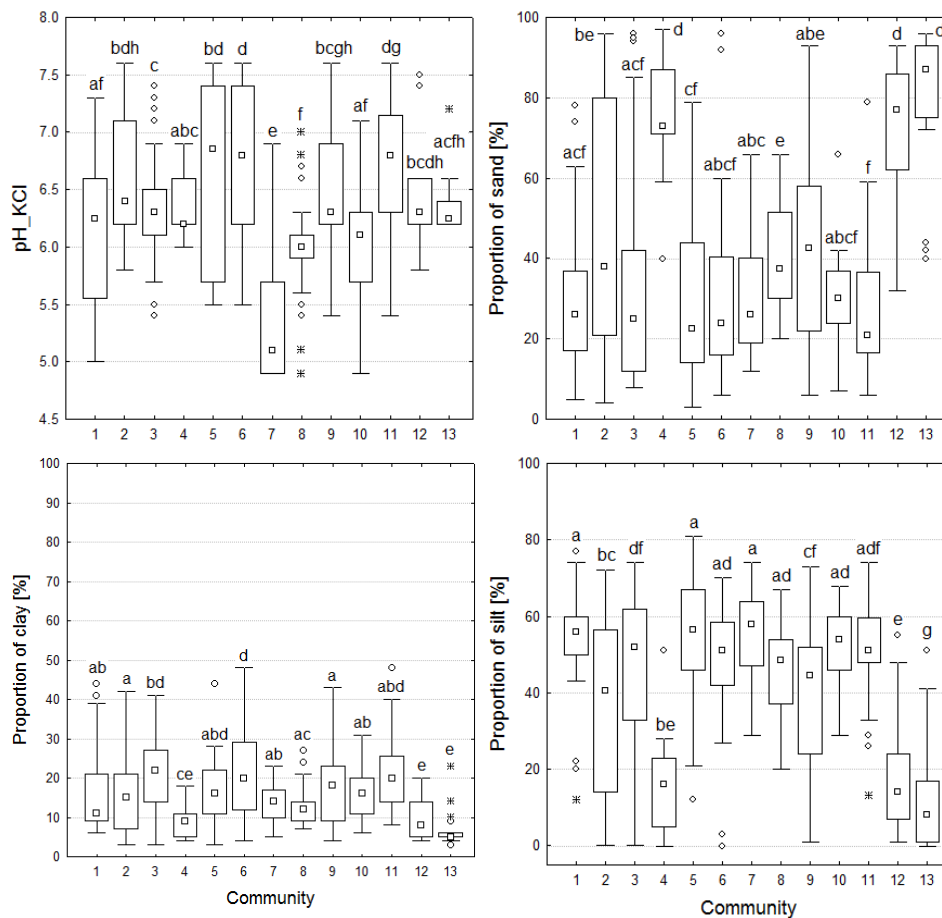 8.0
7.5
7.0
6.5
6.0
5.5
5.0
4.5
pH_KCl
af
bdh
c
abc
bd
d
e
f
bcgh
af
dg
bcdh
acfh
1 2 3 4 5 6 7 8 9 10 11 12 13
100
80
60
40
20
0
Proportion of sand [%]
acf
be
acf
d
cf
abcf
abc
e
abe
abcf
f
d
1 2 3 4 5 6 7 8 9 10 11 12 13
100
90
80
70
60
50
40
30
20
10
0
Proportion of clay [%]
ab
a
bd
ce
abd
d
ab
ac
a
ab
abd
e
e
1 2 3 4 5 6 7 8 9 10 11 12 13
Community
100
80
60
40
20
0
Proportion of silt [%]
a
bc
df
be
a
ad
a
ad
cf
ad
adf
e
g
1 2 3 4 5 6 7 8 9 10 11 12 13
Community